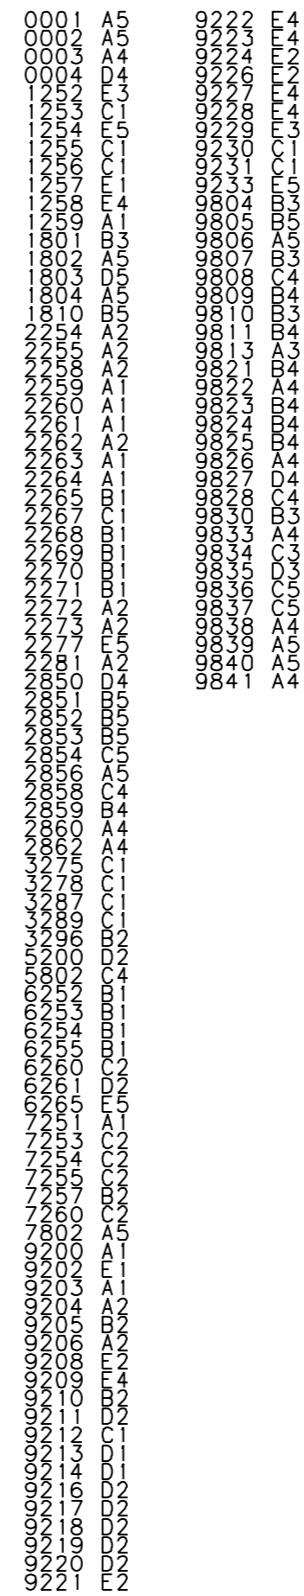 0001 A5
0002 A5
0003 A4
0004 D4
1252 E3
1253 C1
1254 E5
1255 C1
1256 C1
1257 E1
1258 E4
1259 A1
1801 B3
1802 A5
1803 D5
1804 A5
1810 B5
2254 A2
2255 A2
2258 A2
2259 A1
2260 A1
2261 A1
2262 A2
2263 A1
2264 A1
2265 B1
2267 C1
2268 B1
2269 B1
2270 B1
2271 B1
2272 A2
2273 A2
2277 E5
2281 A2
2850 D4
2851 B5
2852 B5
2853 B5
2854 C5
2856 A5
2858 C4
2859 B4
2860 A4
2862 A4
3275 C1
3278 C1
3287 C1
3289 C1
3296 B2
5200 D2
5802 C4
6252 B1
6253 B1
6254 B1
6255 B1
6260 C2
6261 D2
6265 E5
7251 A1
7253 C2
7254 C2
7255 C2
7257 B2
7260 C2
7802 A5
9200 A1
9202 E1
9203 A1
9204 A2
9205 B2
9206 A2
9208 E2
9209 E4
9210 B2
9211 D2
9212 C1
9213 D1
9214 D1
9216 D2
9217 D2
9218 D2
9219 D2
9220 D2
9221 E2
9222 E4
9223 E4
9224 E2
9226 E2
9227 E4
9228 E4
9229 E3
9230 C1
9231 C1
9233 E5
9804 B3
9805 B5
9806 A5
9807 B3
9808 C4
9809 B4
9810 B3
9811 B4
9813 A3
9821 B4
9822 A4
9823 B4
9824 B4
9825 B4
9826 A4
9827 D4
9828 C4
9830 B3
9833 A4
9834 C3
9835 D3
9836 C5
9837 C5
9838 A4
9839 A5
9840 A5
9841 A4